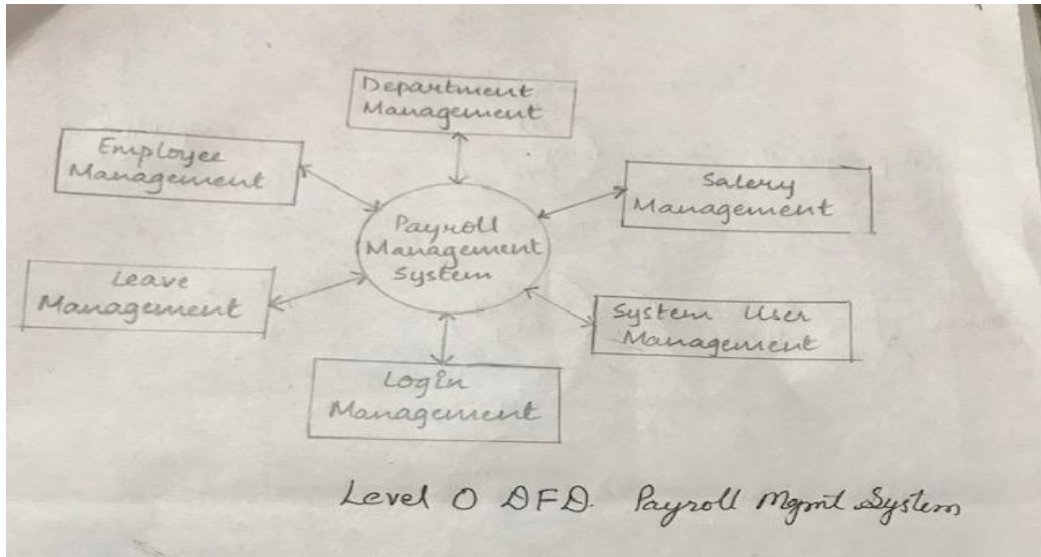 Department
Management
Employee
Management
Salery
Management
Payroll
Management
System
Leave
Management
System User
Management
Login
Management
Level 0 DFD. Payroll Mgmt System